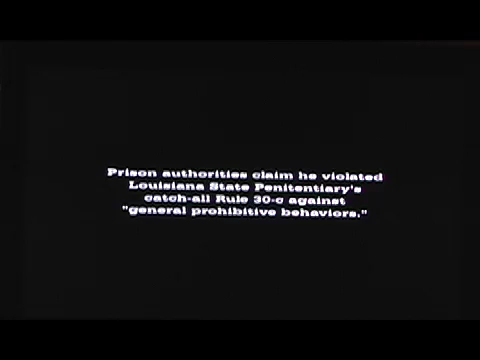 Prison authorities claim he violated
Louisiana State Penitentiary's
catch-all Rule 30-c against
"general prohibitive behaviors."